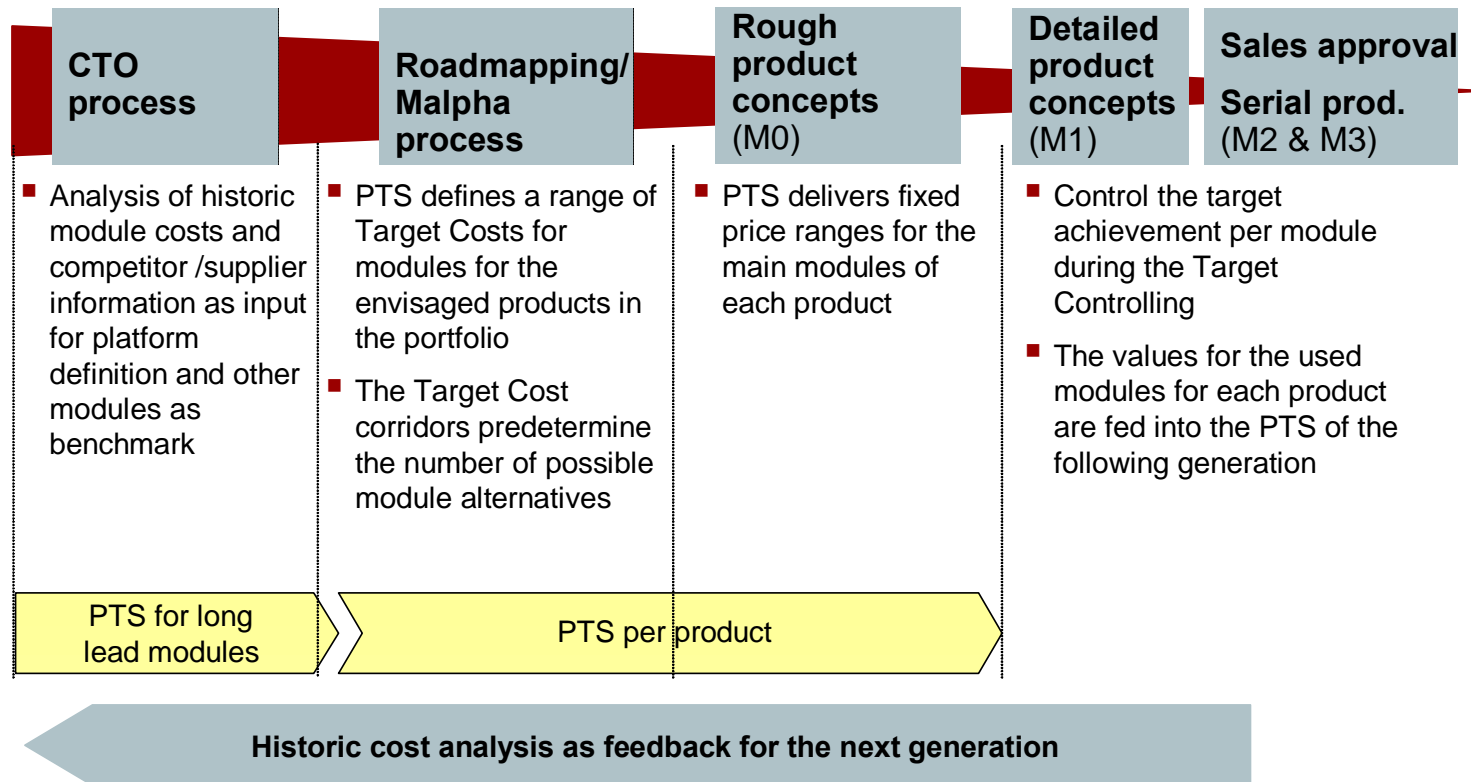 CTO
process
Roadmapping/
Malpha
process
Rough
product
concepts
(M0)
Detailed
product
concepts
(M1)
Sales approval
Serial prod.
(M2 & M3)
Analysis of historic
module costs and
competitor /supplier
information as input
for platform
definition and other
modules as
benchmark
PTS defines a range of
Target Costs for
modules for the
envisaged products in
the portfolio
The Target Cost
corridors predetermine
the number of possible
module alternatives
PTS delivers fixed
price ranges for the
main modules of
each product
Control the target
achievement per module
during the Target
Controlling
The values for the used
modules for each product
are fed into the PTS of the
following generation
PTS for long
lead modules
PTS per product
Historic cost analysis as feedback for the next generation